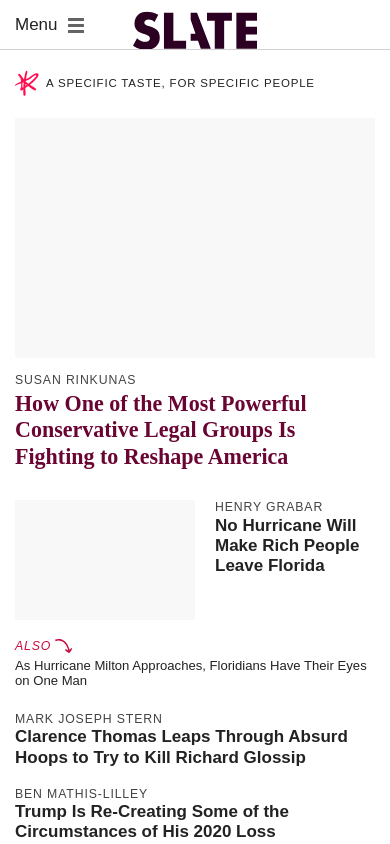 Menu
SLATE
A SPECIFIC TASTE, FOR SPECIFIC PEOPLE
SUSAN RINKUNAS
How One of the Most Powerful
Conservative Legal Groups Is
Fighting to Reshape America
HENRY GRABAR
No Hurricane Will
Make Rich People
Leave Florida
ALSO
As Hurricane Milton Approaches, Floridians Have Their Eyes
on One Man
MARK JOSEPH STERN
Clarence Thomas Leaps Through Absurd
Hoops to Try to Kill Richard Glossip
BEN MATHIS-LILLEY
Trump Is Re-Creating Some of the
Circumstances of His 2020 Loss